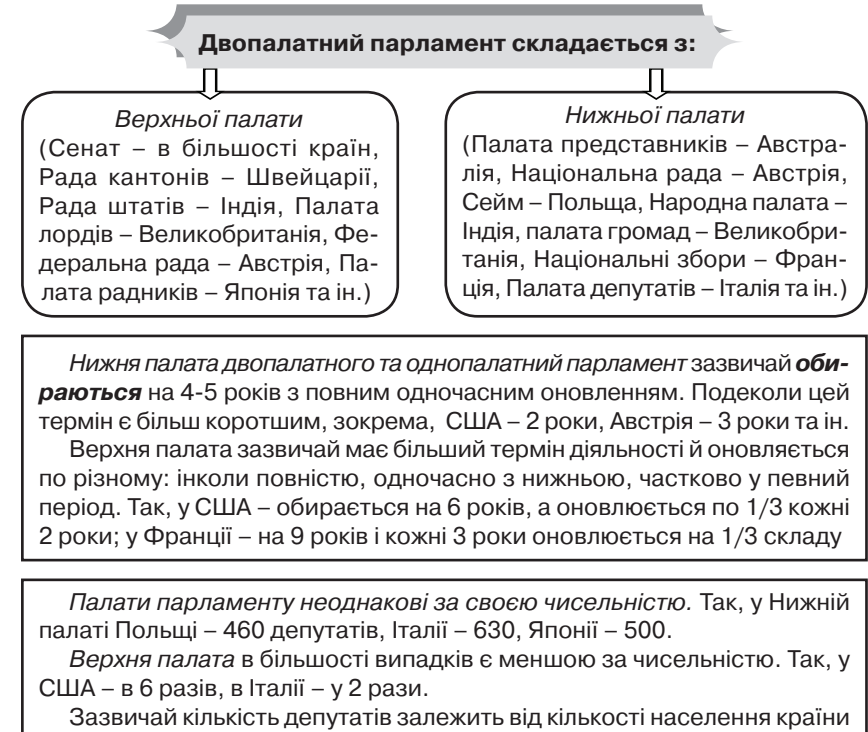 Двопалатний парламент складається з:
Верхньої палати
(Сенат – в більшості країн,
Рада кантонів – Швейцарії,
Рада штатів – Індія, Палата
лордів – Великобританія, Фе-
деральна рада – Австрія, Па-
лата радників – Японія та ін.)
Нижньої палати
(Палата представників – Австра-
лія, Національна рада – Австрія,
Сейм – Польща, Народна палата –
Індія, палата громад – Великобри-
танія, Національні збори – Фран-
ція, Палата депутатів – Італія та ін.)
Нижня палата двопалатного та однопалатний парламент зазвичай оби-
раються на 4-5 років з повним одночасним оновленням. Подеколи цей
термін є більш коротшим, зокрема, США – 2 роки, Австрія – 3 роки та ін.
Верхня палата зазвичай має більший термін діяльності й оновляється
по різному: інколи повністю, одночасно з нижньою, частково у певний
період. Так, у США – обирається на 6 років, а оновлюється по 1/3 кожні
2 роки; у Франції – на 9 років і кожні 3 роки оновлюється на 1/3 складу
Палати парламенту неоднакові за своєю чисельністю. Так, у Нижній
палаті Польщі – 460 депутатів, Італії – 630, Японії – 500.
Верхня палата в більшості випадків є меншою за чисельністю. Так, у
США – в 6 разів, в Італії – у 2 рази.
Зазвичай кількість депутатів залежить від кількості населення країни